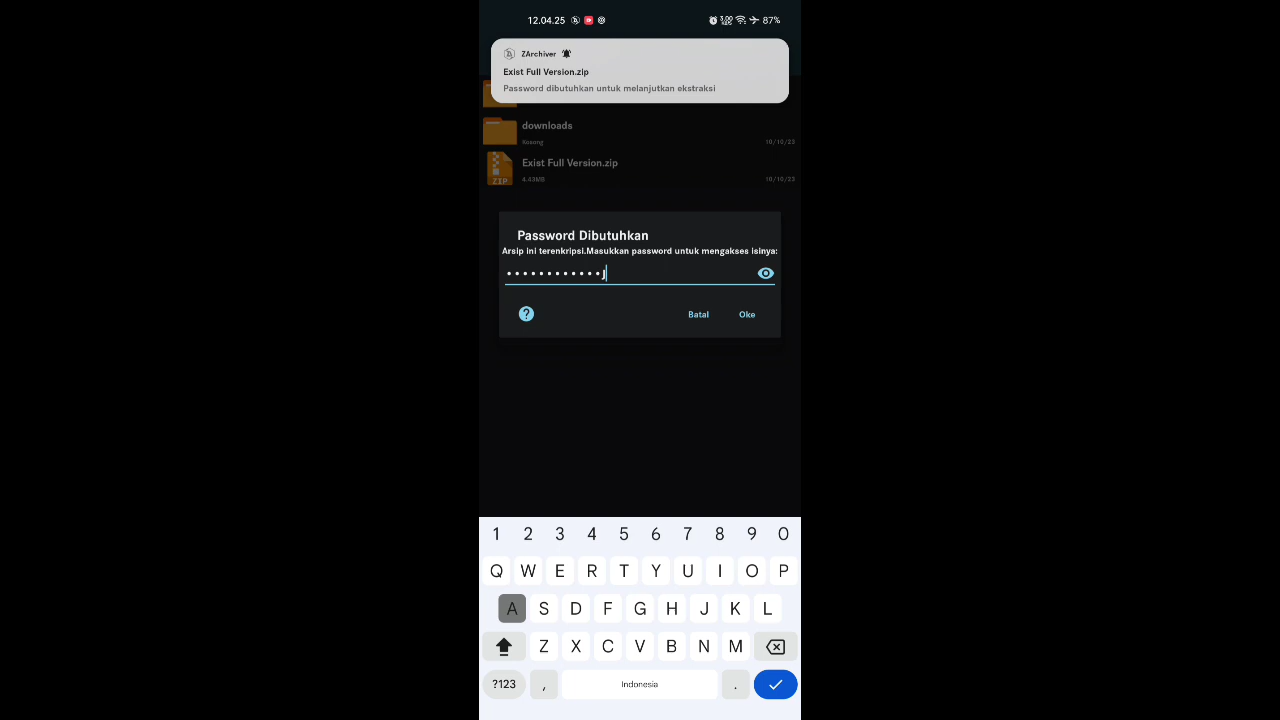 12.04.25
87%
ZArchiver
Exist Full Version.zip
Password dibutuhkan untuk melanjutkan ekstraksi
downloads
Kosong 10/10/23
Exist Full Version.zip
ZIP
4.43MB 10/10/23
Password Dibutuhkan
Arsip ini terenkripsi.Masukkan password untuk mengakses isinya:
••••••••••••J
? Batal Oke
1 2 3 4 5 6 7 8 9 0
Q W E R T Y U I O P
A S D F G H J K L
Z X C V B N M
?123 , Indonesia .